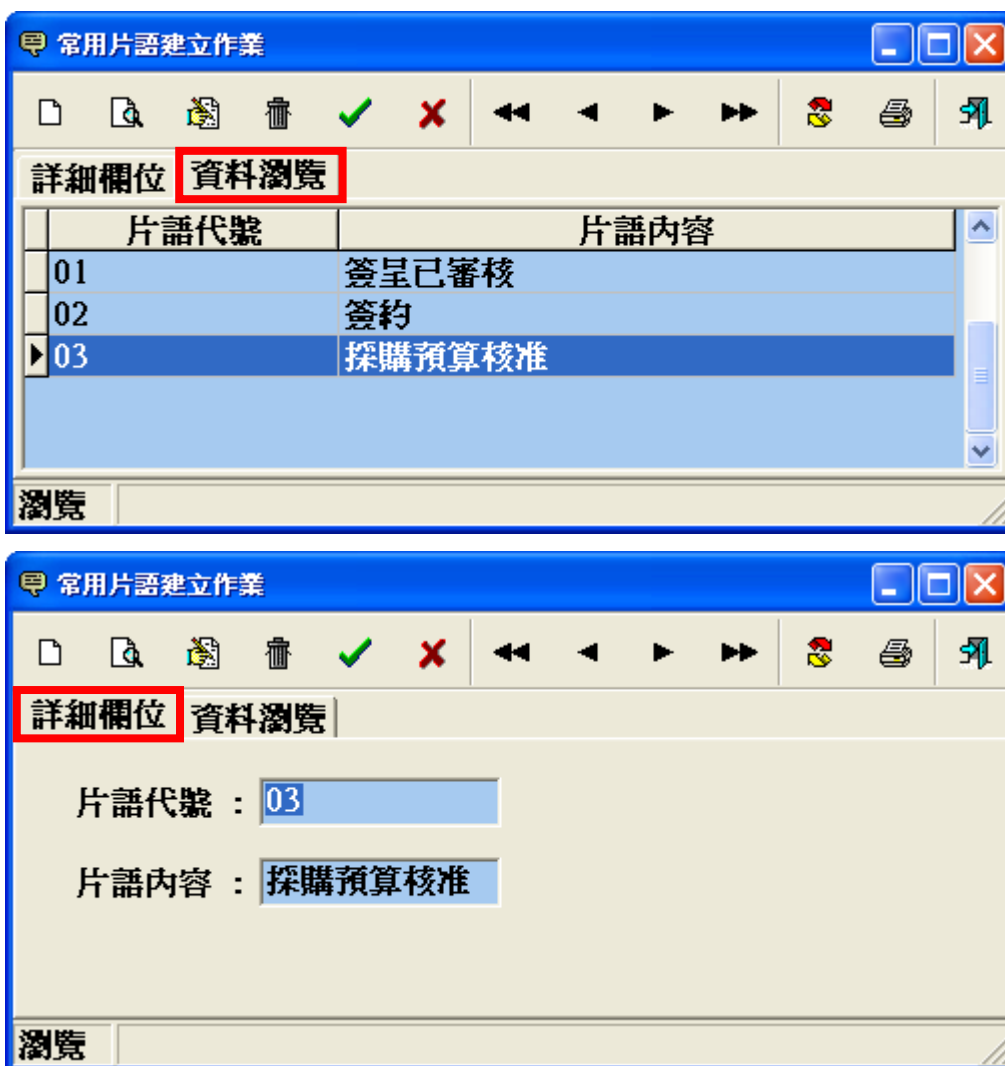 常用片語建立作業
詳細欄位 資料瀏覽
片語代號 片語內容
01 簽呈已審核
02 簽約
03 採購預算核准
瀏覽
常用片語建立作業
詳細欄位 資料瀏覽
片語代號 : 03
片語內容 : 採購預算核准
瀏覽